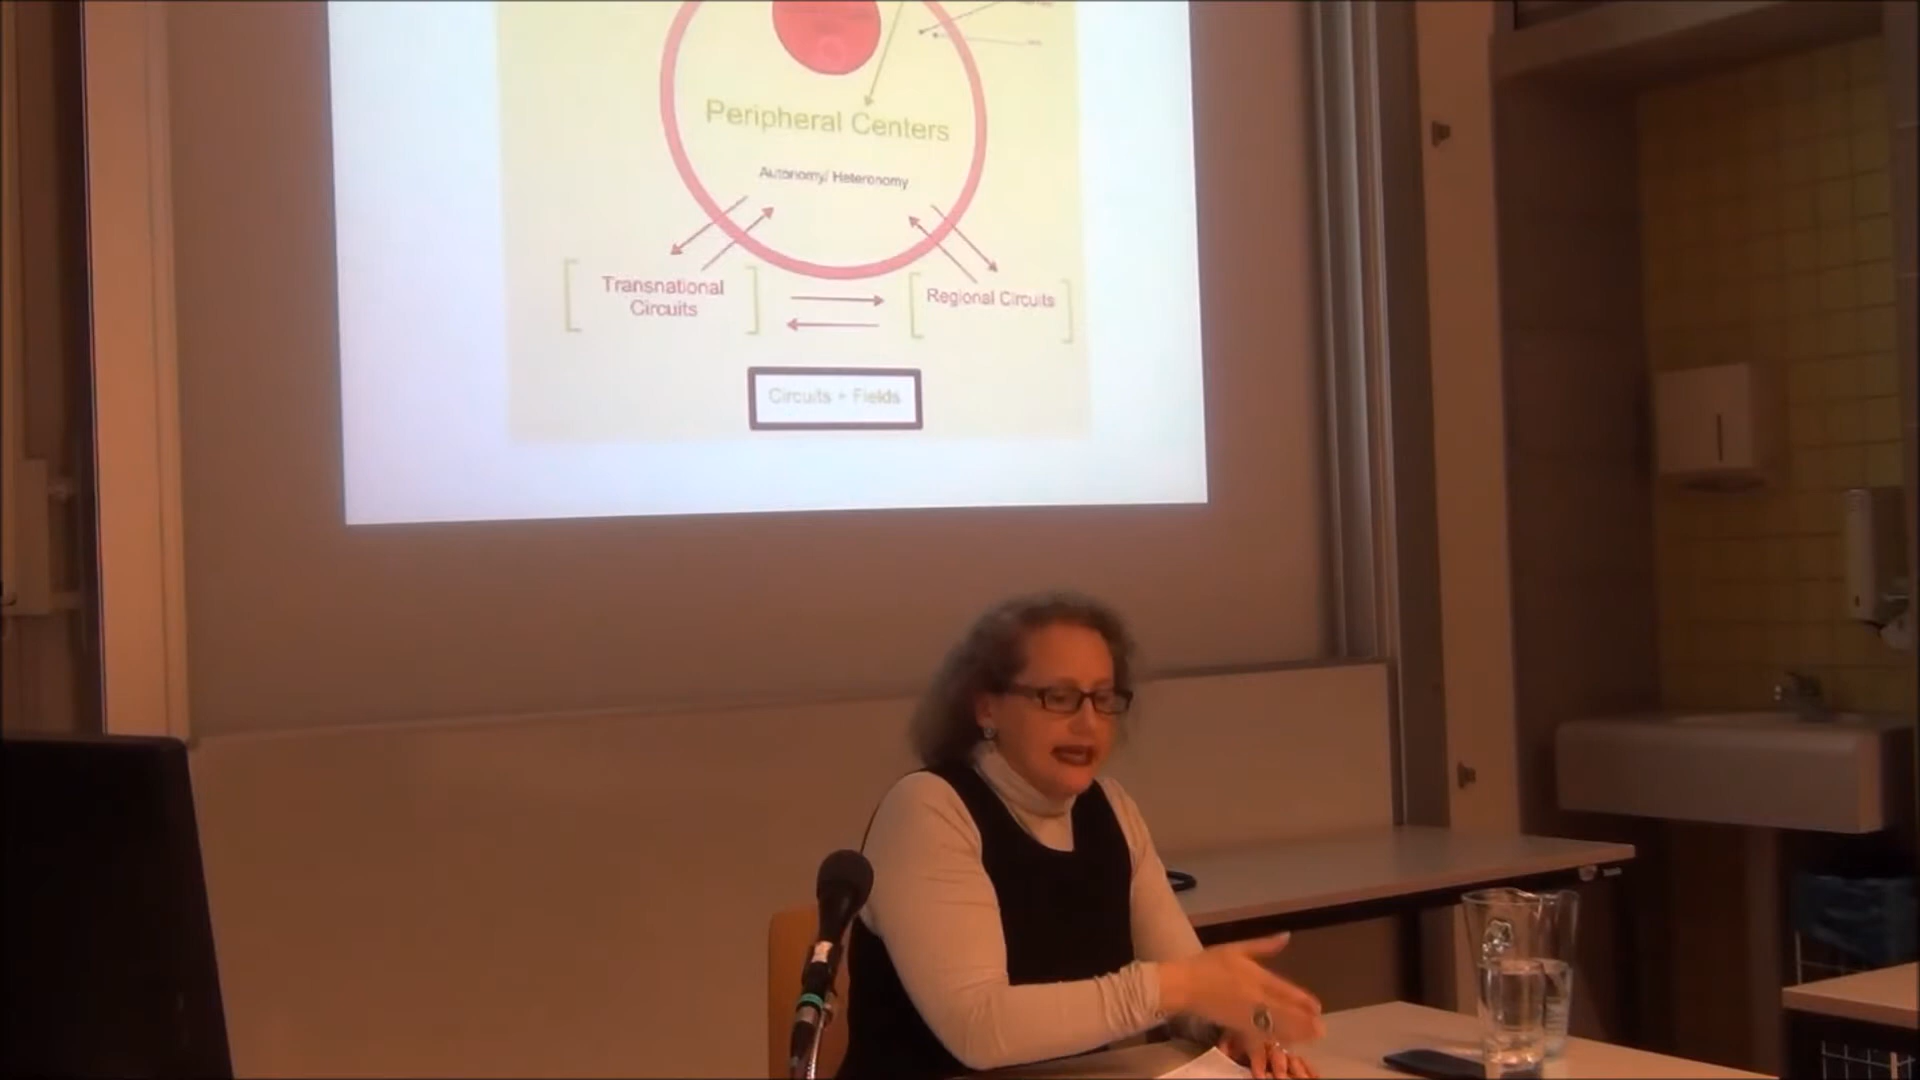 Peripheral Centers
Autonomy/ Heteronomy
Transnational
Circuits
Regional Circuits
Circuits + Fields